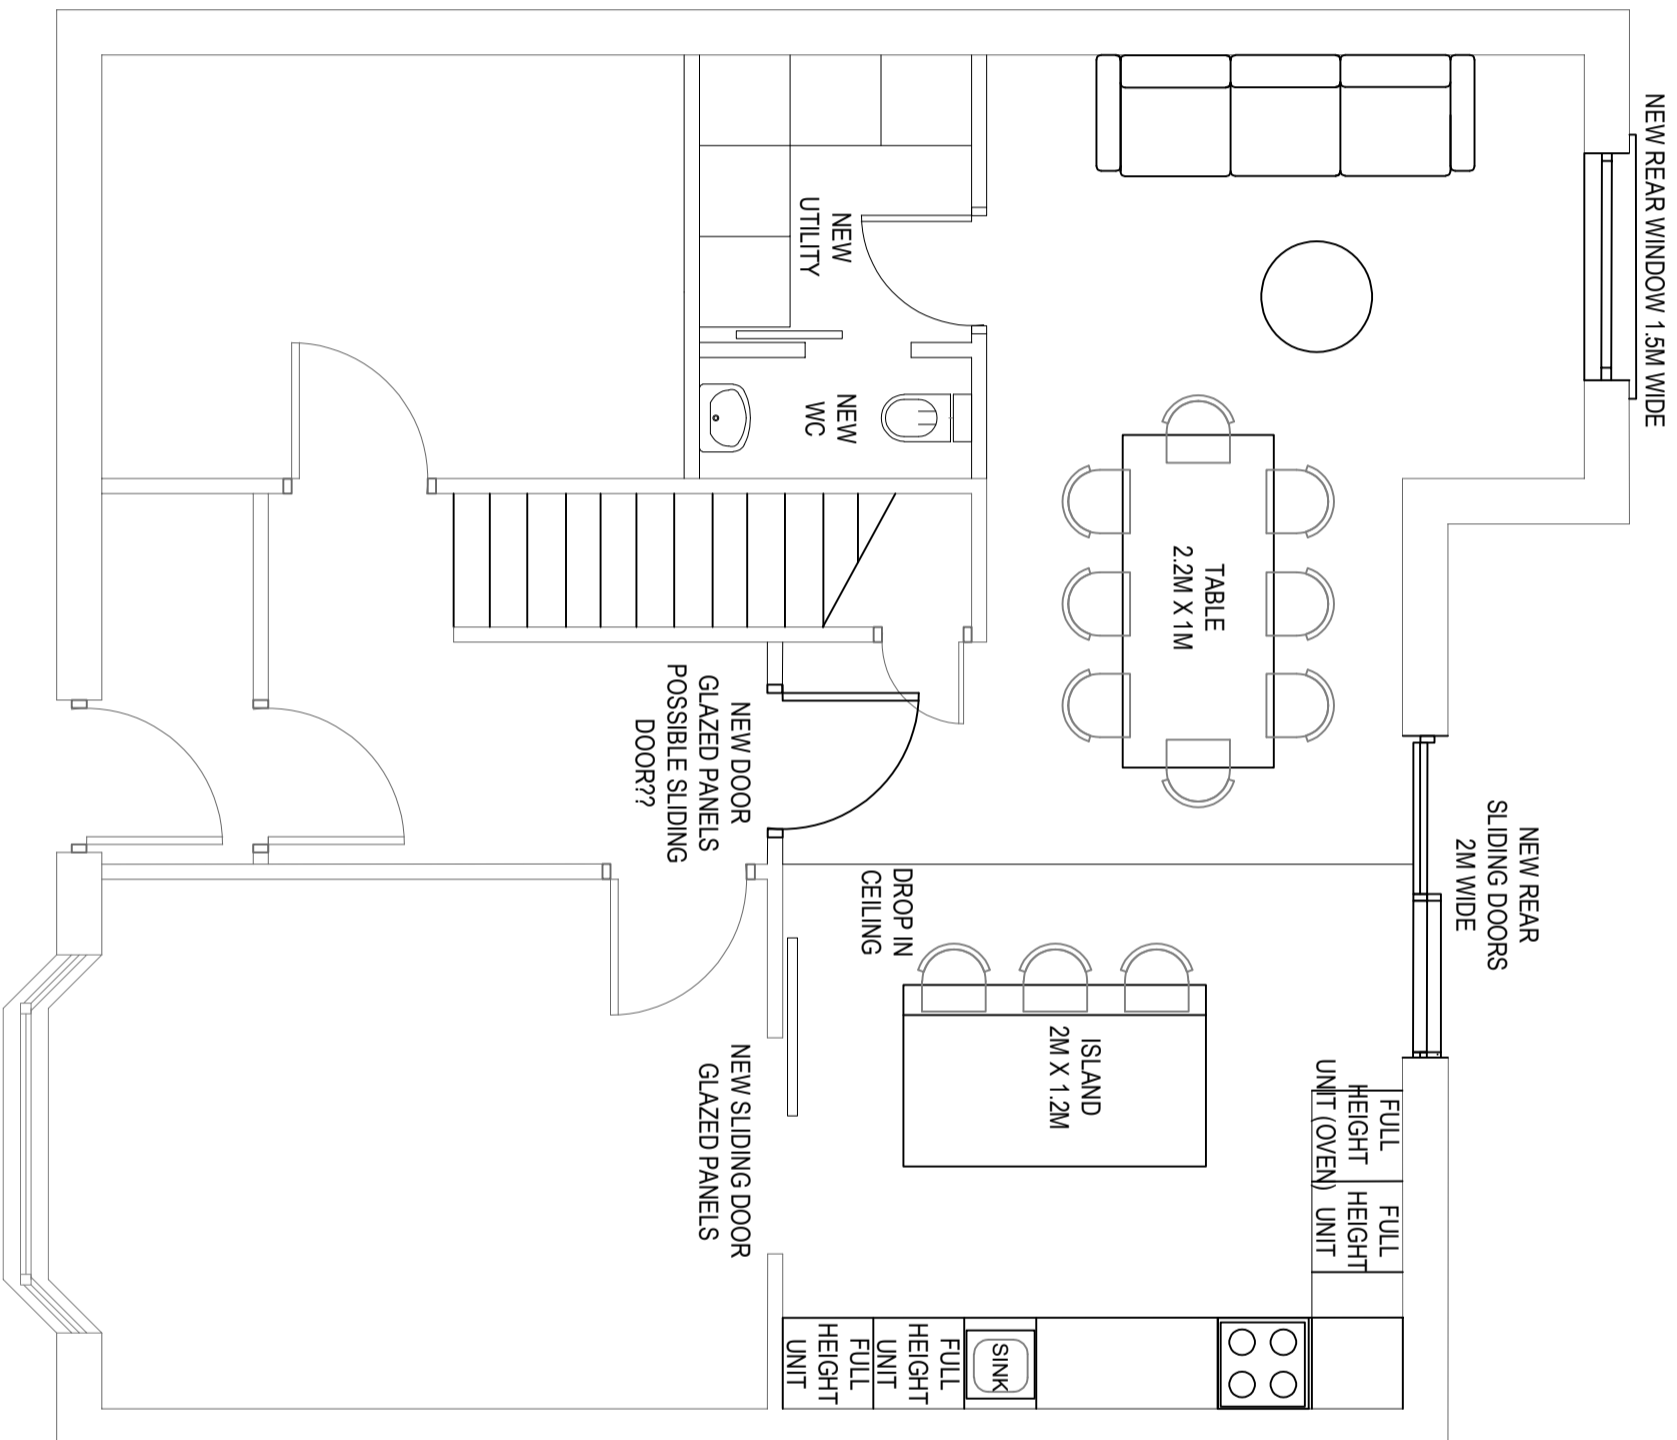 NEW REAR WINDOW 1.5M WIDE
NEW
UTILITY
NEW
WC
TABLE
2.2M X 1M
NEW REAR
SLIDING DOORS
2M WIDE
NEW DOOR
GLAZED PANELS
POSSIBLE SLIDING
DOOR??
DROP IN
CEILING
ISLAND
2M X 1.2M
NEW SLIDING DOOR
GLAZED PANELS
FULL
HEIGHT
UNIT (OVEN)
FULL
HEIGHT
UNIT
SINK
FULL
HEIGHT
UNIT
FULL
HEIGHT
UNIT